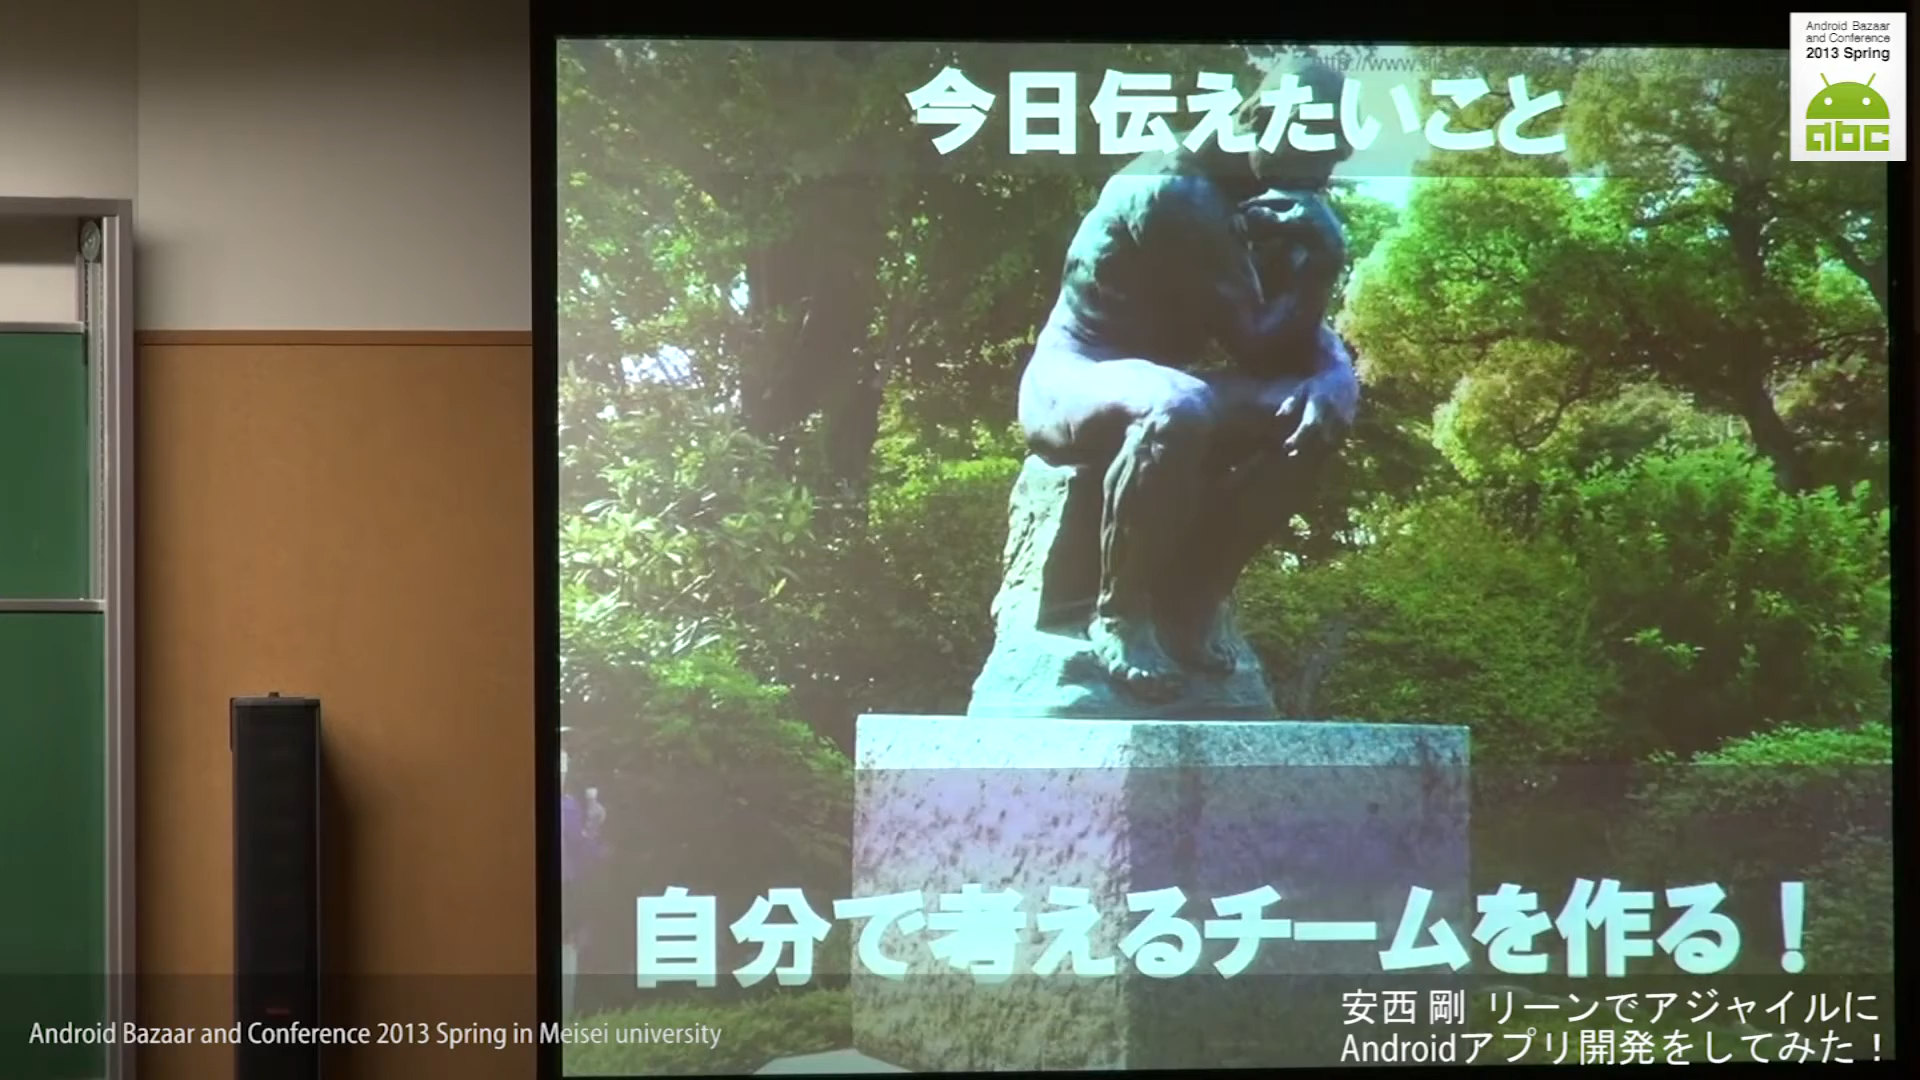 今日伝えたいこと
Android Bazaar
and Conference
2013 Spring
abc
自分で考えるチームを作る！
安西 剛 リーンでアジャイルに
Androidアプリ開発をしてみた！
Android Bazaar and Conference 2013 Spring in Meisei university